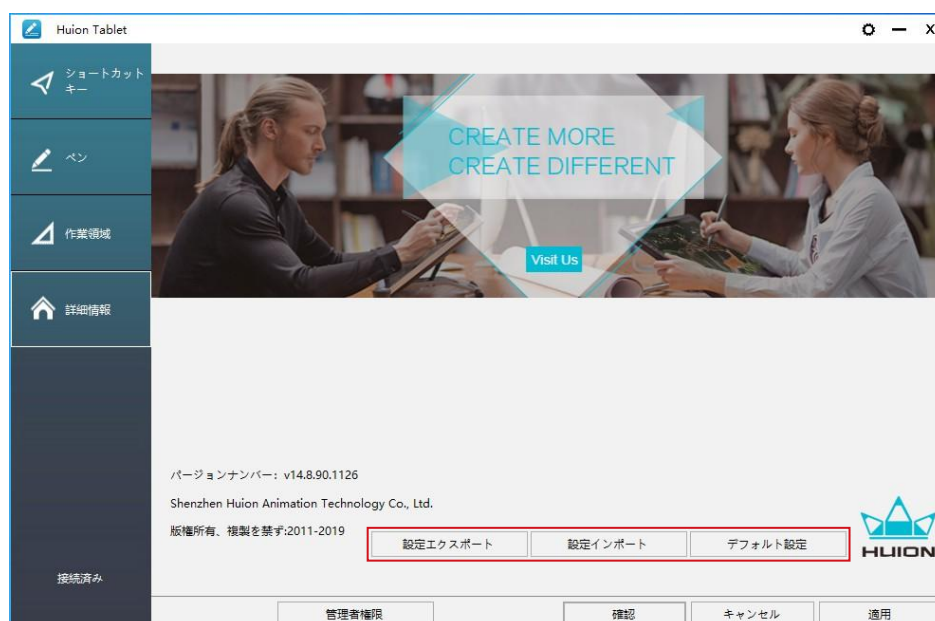 Huion Tablet
ショートカット
キー
ペン
作業領域
詳細情報
接続済み
CREATE MORE
CREATE DIFFERENT
Visit Us
バージョンナンバー: v14.8.90.1126
Shenzhen Huion Animation Technology Co., Ltd.
版権所有、複製を禁ず:2011-2019
設定エクスポート
設定インポート
デフォルト設定
HUION
管理者権限
確認
キャンセル
適用